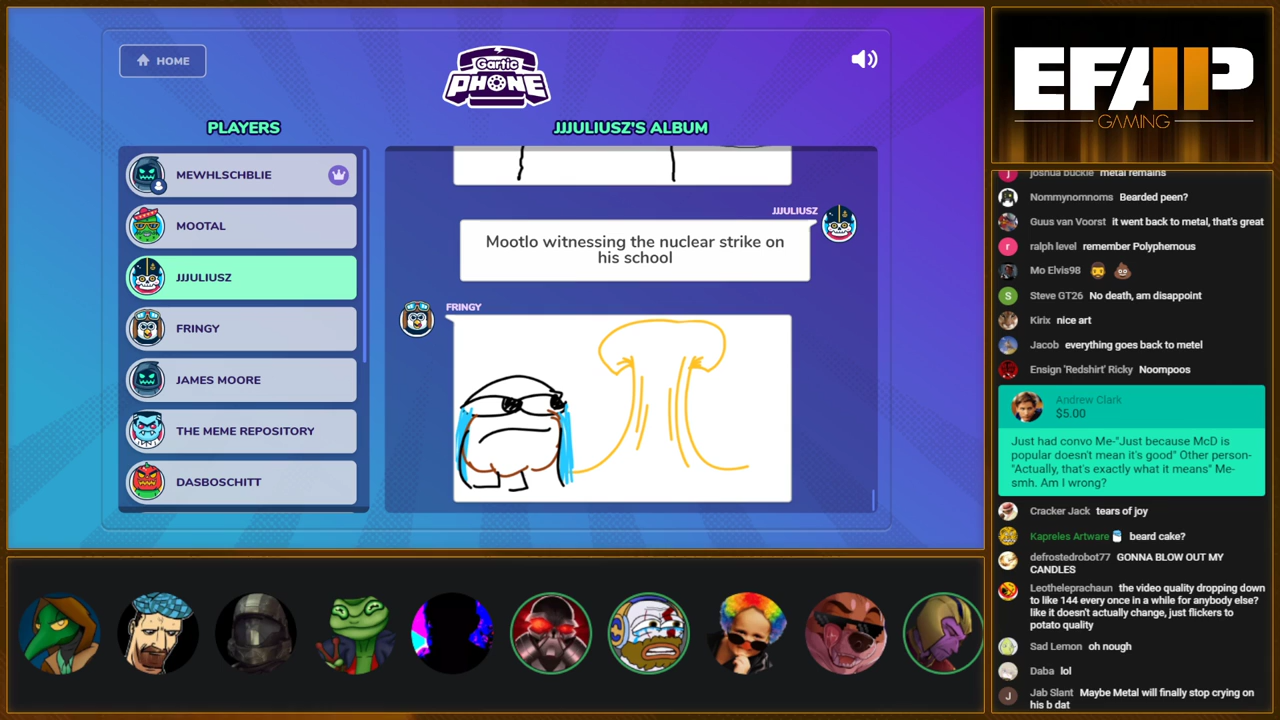 HOME
Gartic
PHONE
PLAYERS
JJJULIUSZ'S ALBUM
MEWHLSCHBLIE
MOOTAL
JJJULIUSZ
FRINGY
JAMES MOORE
THE MEME REPOSITORY
DASBOSCHITT
JJJULIUSZ
Mootlo witnessing the nuclear strike on
his school
FRINGY
EFAP
GAMING
joshua buckle metal remains
Nommynomnoms Bearded peen?
Guus van Voorst it went back to metal, that's great
ralph level remember Polyphemous
Mo Elvis98
Steve GT26 No death, am disappoint
Kirix nice art
Jacob everything goes back to metel
Ensign 'Redshirt' Ricky Noompoos
Andrew Clark
$5.00
Just had convo Me-"Just because McD is
popular doesn't mean it's good" Other person-
"Actually, that's exactly what it means" Me-
smh. Am I wrong?
Cracker Jack tears of joy
Kapreles Artware beard cake?
defrostedrobot77 GONNA BLOW OUT MY
CANDLES
Leotheleprachaun the video quality dropping down
to like 144 every once in a while for anybody else?
like it doesn't actually change, just flickers to
potato quality
Sad Lemon oh nough
Daba lol
Jab Slant Maybe Metal will finally stop crying on
his b dat